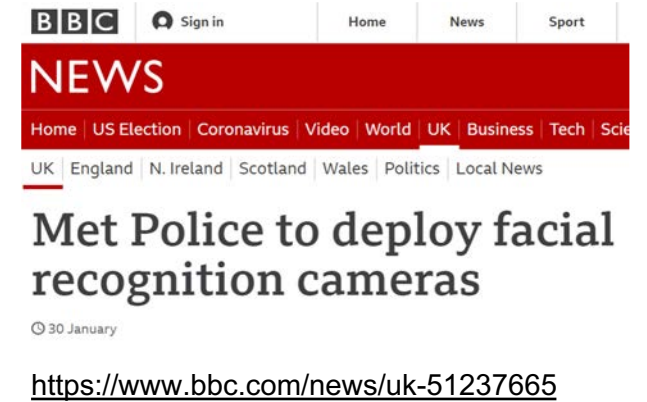 BBC Sign in Home News Sport
NEWS
Home US Election Coronavirus Video World UK Business Tech
UK England N. Ireland Scotland Wales Politics Local News
Met Police to deploy facial
recognition cameras
30 January
https://www.bbc.com/news/uk-51237665